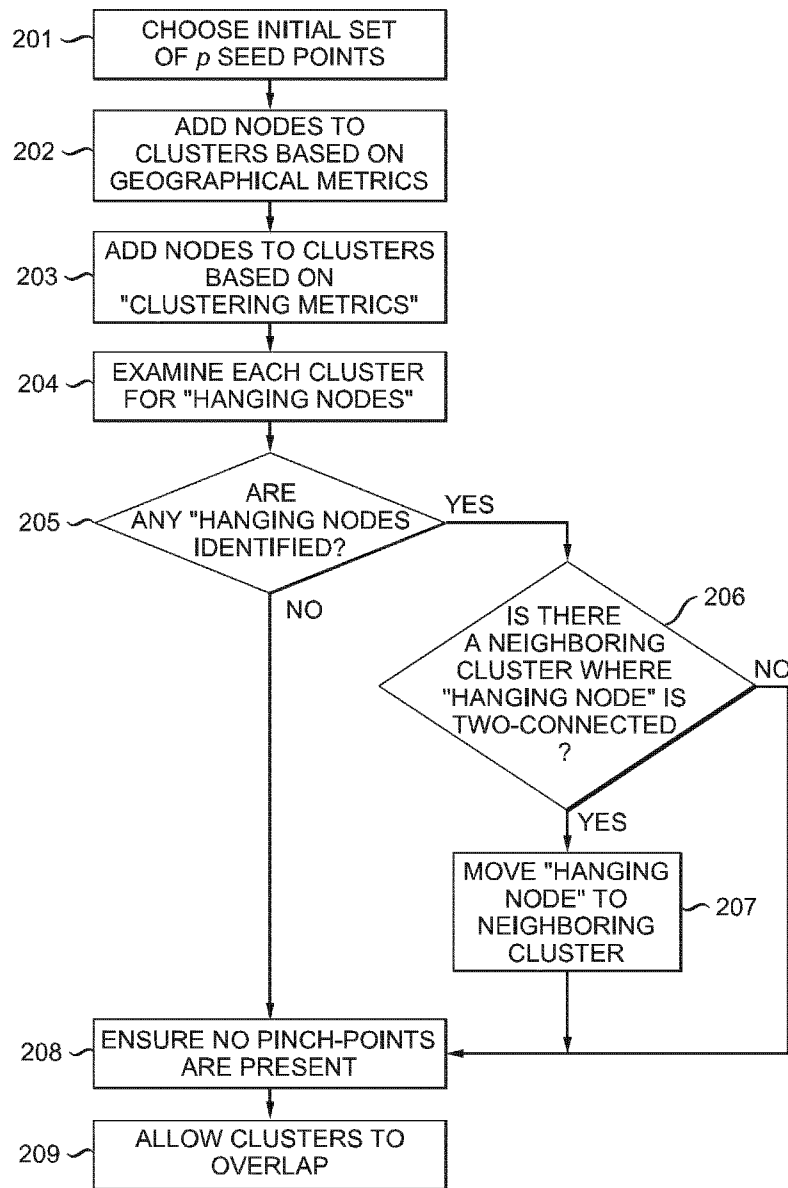 201
CHOOSE INITIAL SET
OF p SEED POINTS
202
ADD NODES TO
CLUSTERS BASED ON
GEOGRAPHICAL METRICS
203
ADD NODES TO CLUSTERS
BASED ON
"CLUSTERING METRICS"
204
EXAMINE EACH CLUSTER
FOR "HANGING NODES"
205
ARE
ANY "HANGING NODES
IDENTIFIED?
YES
NO
206
IS THERE
A NEIGHBORING
CLUSTER WHERE
"HANGING NODE" IS
TWO-CONNECTED
?
NO
YES
MOVE "HANGING
NODE" TO
NEIGHBORING
CLUSTER
207
208
ENSURE NO PINCH-POINTS
ARE PRESENT
209
ALLOW CLUSTERS TO
OVERLAP